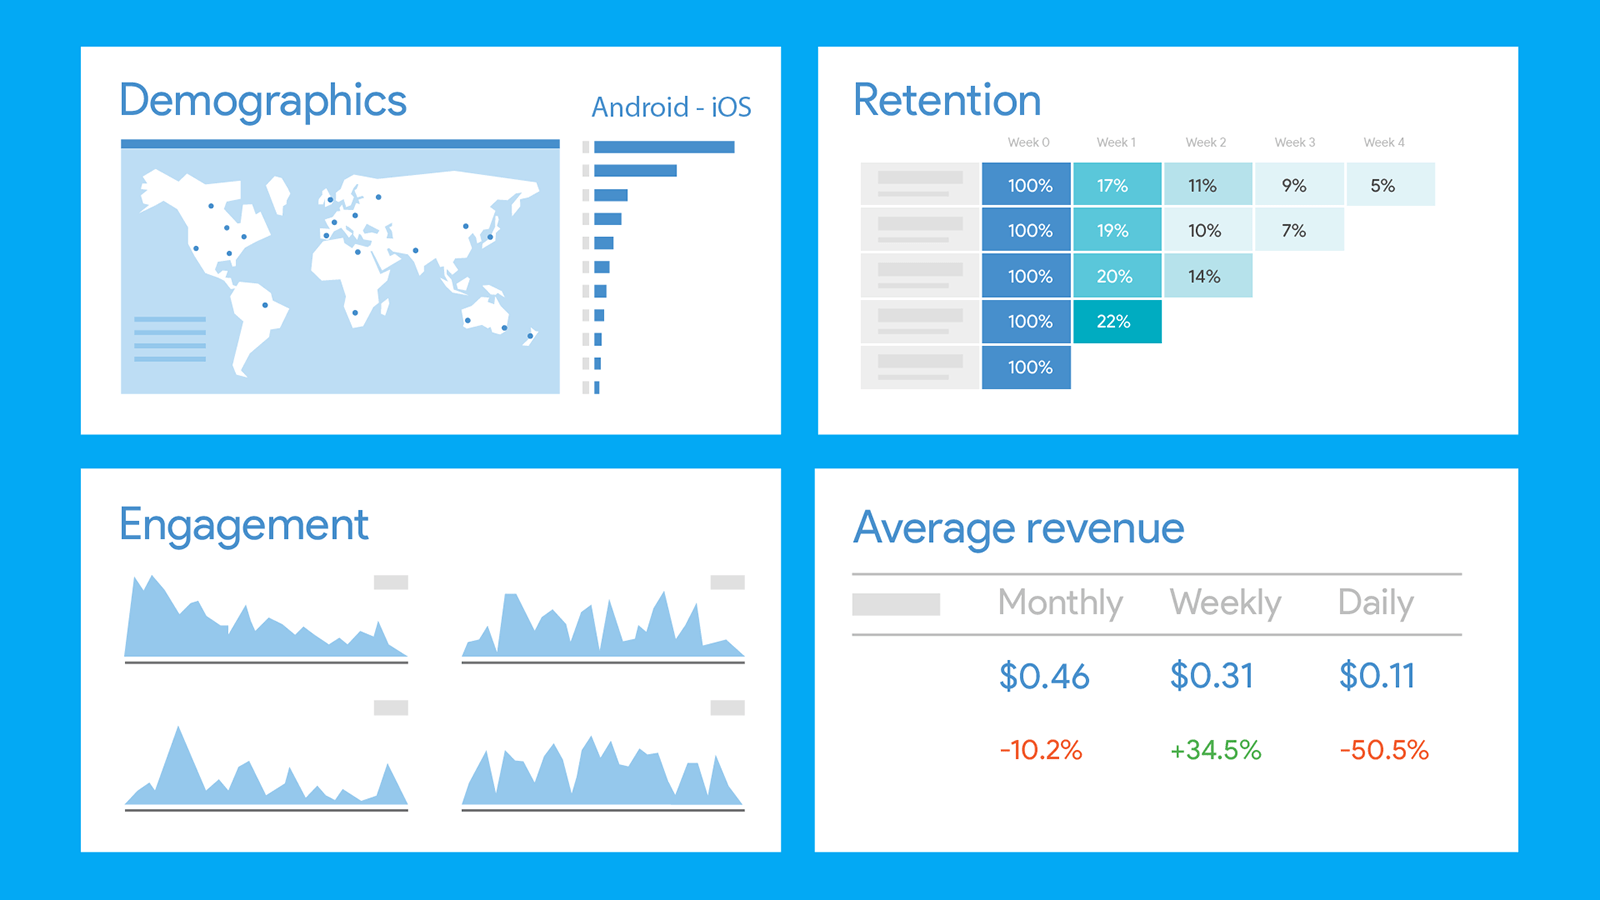 Demographics
Android - iOS
Retention
Week 0 Week 1 Week 2 Week 3 Week 4
100% 17% 11% 9% 5%
100% 19% 10% 7%
100% 20% 14%
100% 22%
100%
Engagement
Average revenue
Monthly Weekly Daily
$0.46 $0.31 $0.11
-10.2% +34.5% -50.5%